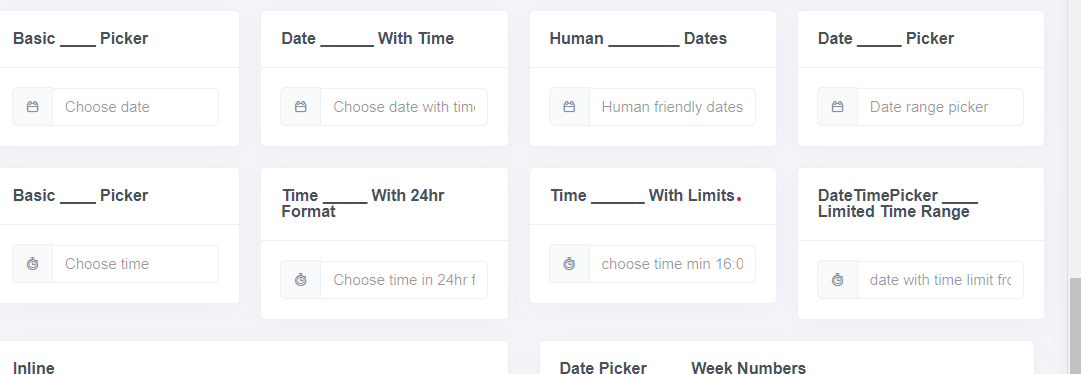 Basic ____ Picker
Date ______ With Time
Human ________ Dates
Date _____ Picker
Choose date
Choose date with time
Human friendly dates
Date range picker
Basic ____ Picker
Time _____ With 24hr
Format
Time ______ With Limits.
DateTimePicker ____
Limited Time Range
Choose time
Choose time in 24hr f
choose time min 16:0
date with time limit fro
Inline
Date Picker Week Numbers